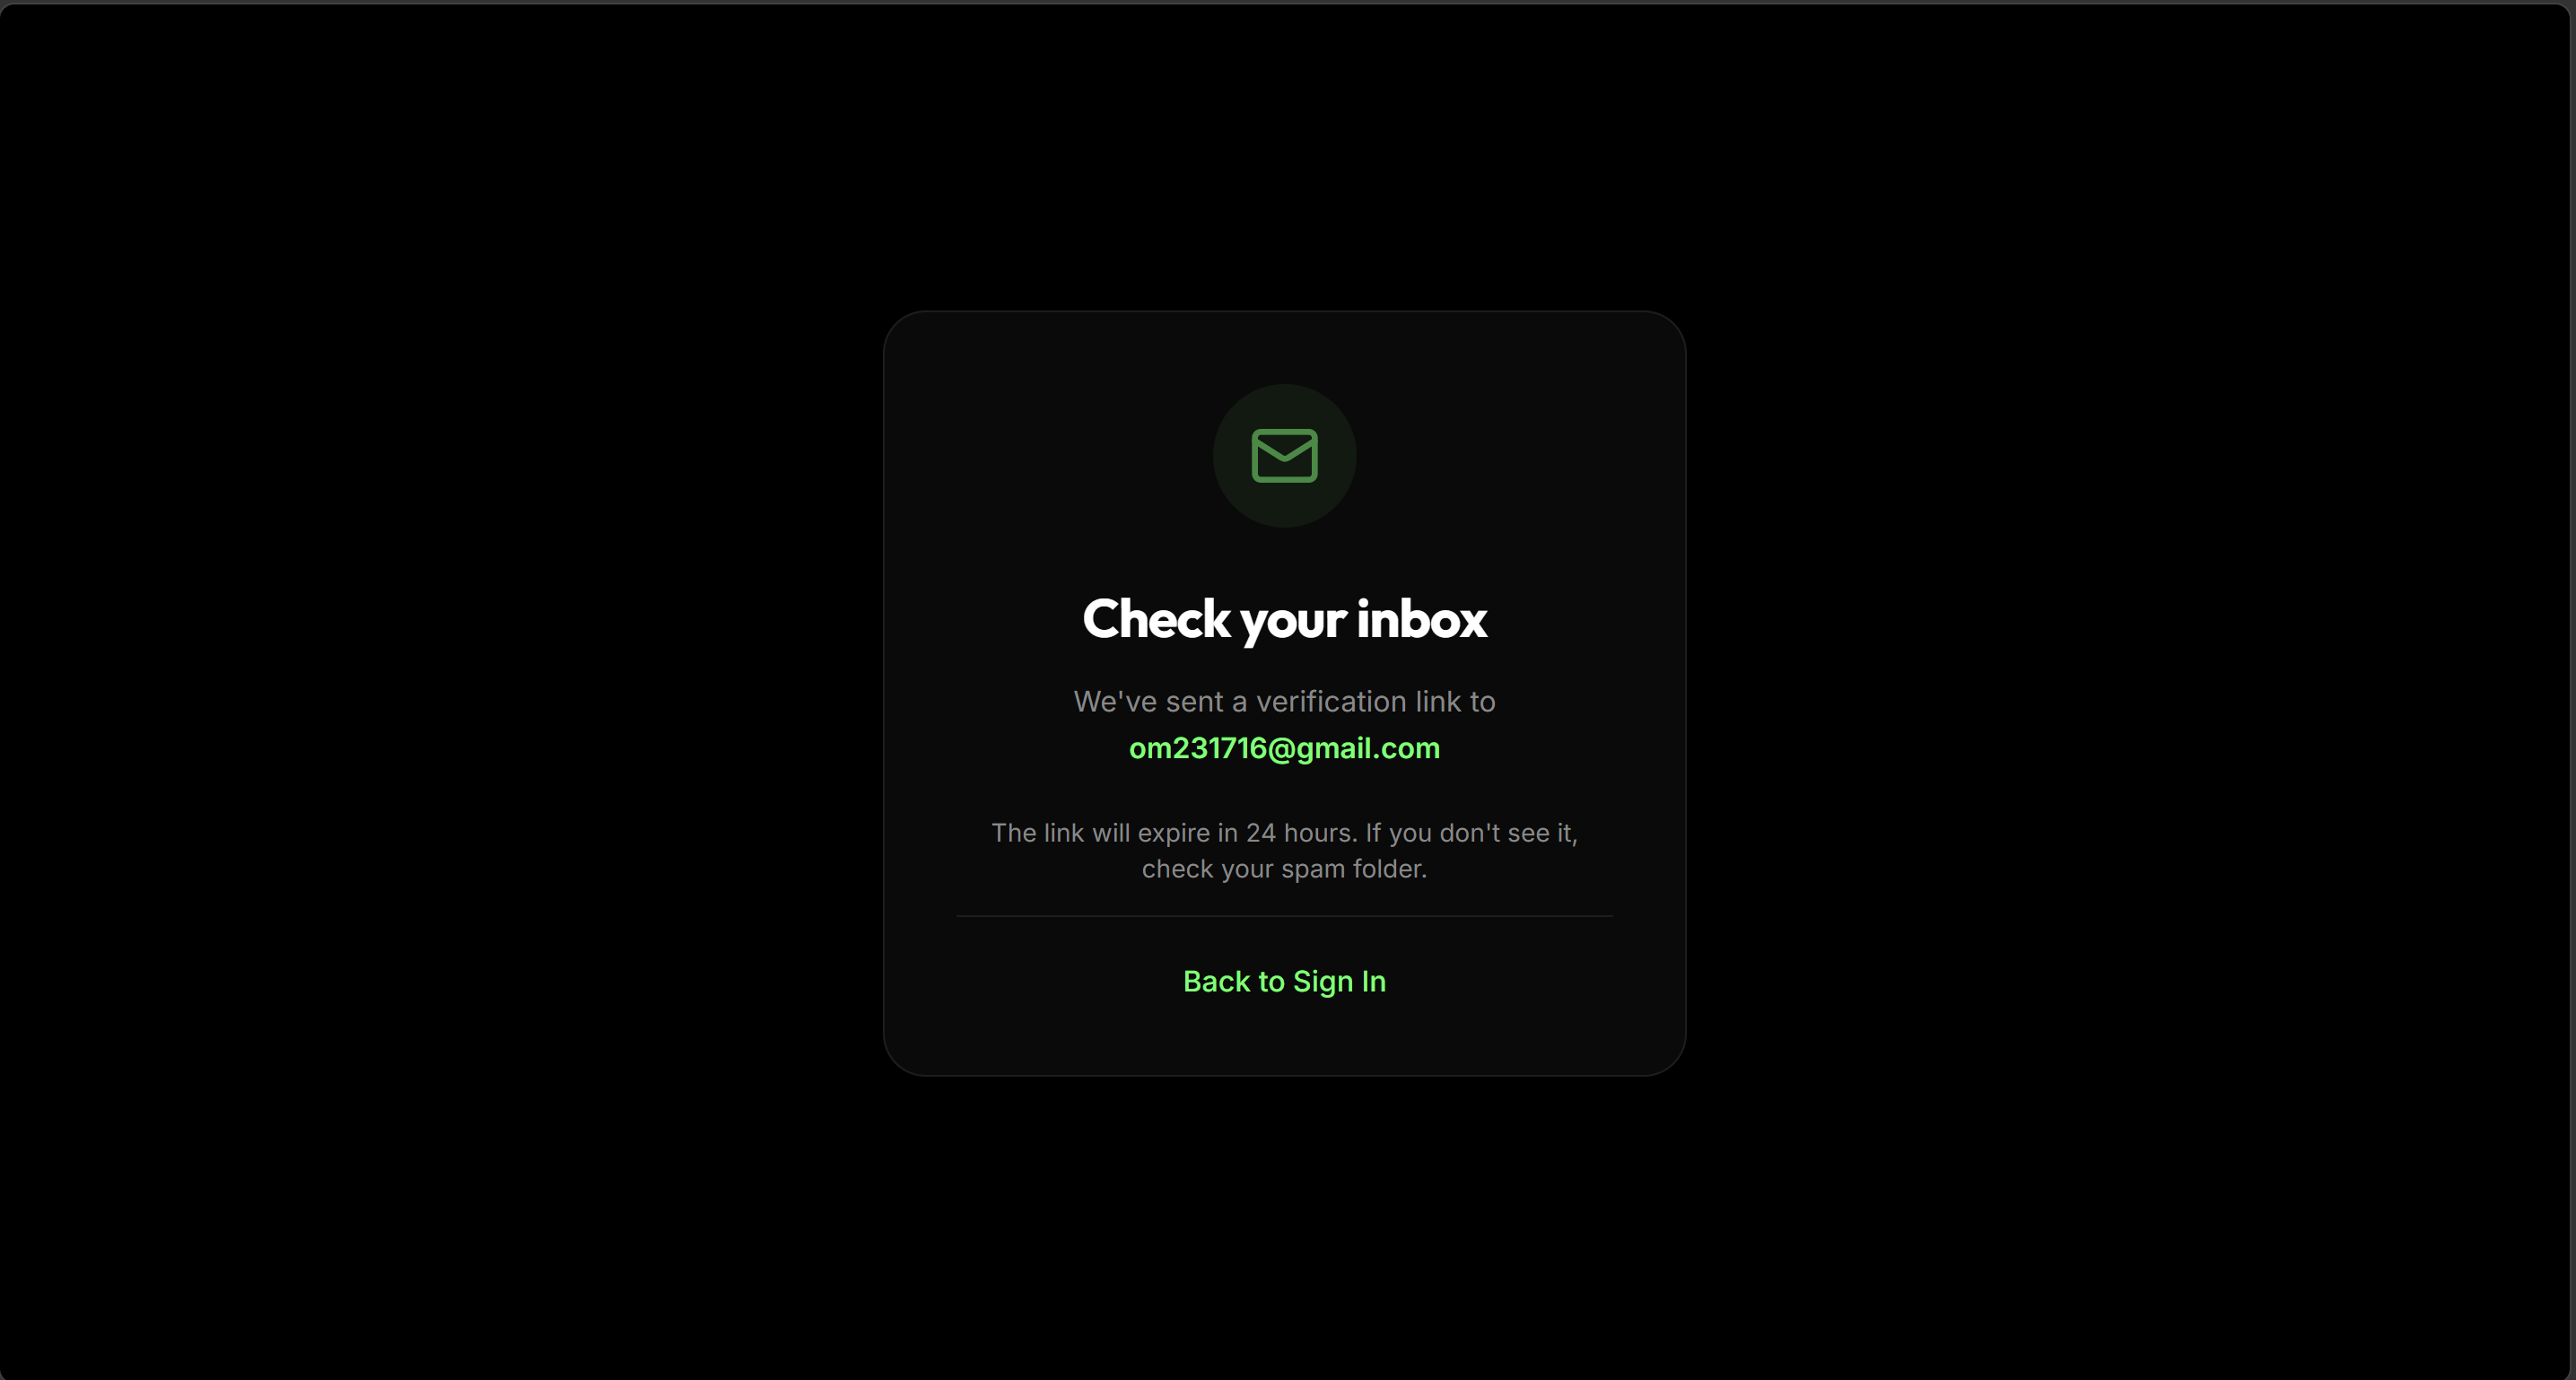 Check your inbox
We've sent a verification link to
om231716@gmail.com
The link will expire in 24 hours. If you don't see it,
check your spam folder.
Back to Sign In